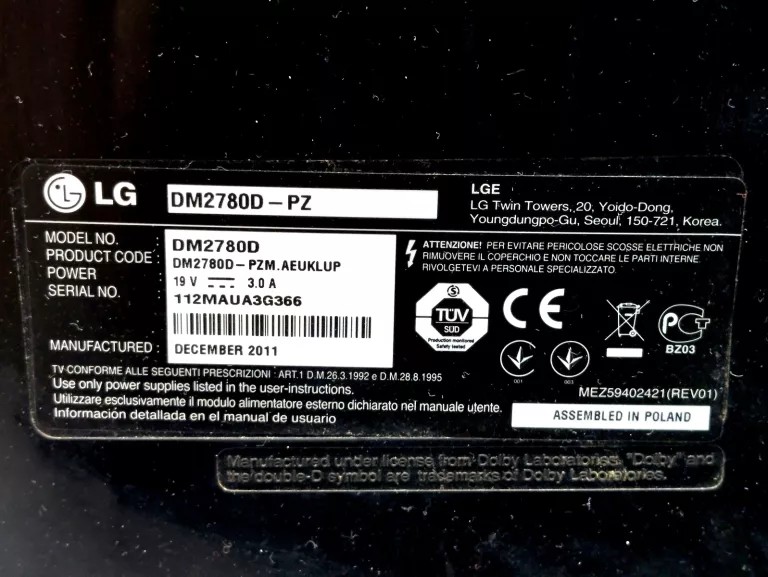 LG
DM2780D-PZ
LGE
LG Twin Towers, 20, Yoido-Dong,
Youngdungpo-Gu, Seoul, 150-721, Korea.
MODEL NO. : DM2780D
PRODUCT CODE : DM2780D-PZM.AEUKLUP
POWER : 19 V ⎓ 3.0 A
SERIAL NO. : 112MAUA3G366
MANUFACTURED : DECEMBER 2011
ATTENZIONE! PER EVITARE PERICOLOSE SCOSSE ELETTRICHE NON
RIMUOVERE IL COPERCHIO E NON TOCCARE LE PARTI INTERNE.
RIVOLGETEVI A PERSONALE SPECIALIZZATO.
TÜV
SÜD
Production monitored
Safety tested
CE
001
003
BZ03
TV-CONFORME ALLE SEGUENTI PRESCRIZIONI : ART.1 D.M.26.3.1992 e D.M.28.8.1995
Use only power supplies listed in the user-instructions.
Utilizzare esclusivamente il modulo alimentatore esterno dichiarato nel manuale utente.
Información detallada en el manual de usuario
MEZ59402421(REV01)
ASSEMBLED IN POLAND
Manufactured under license from Dolby Laboratories. "Dolby" and
the double-D symbol are trademarks of Dolby Laboratories.